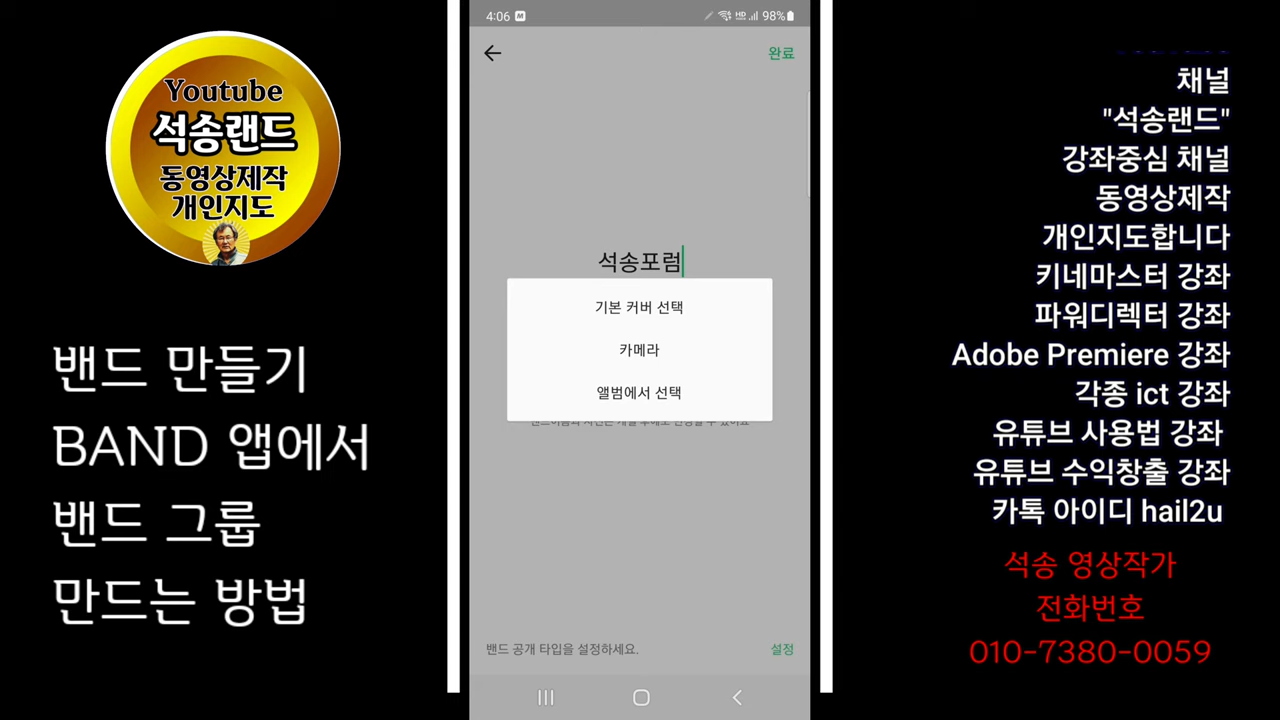 Youtube
석송랜드
동영상제작
개인지도
밴드 만들기
BAND 앱에서
밴드 그룹
만드는 방법
4:06
M
98%
완료
석송포럼
기본 커버 선택
카메라
앨범에서 선택
밴드 공개 타입을 설정하세요.
설정
채널
"석송랜드"
강좌중심 채널
동영상제작
개인지도합니다
키네마스터 강좌
파워디렉터 강좌
Adobe Premiere 강좌
각종 ict 강좌
유튜브 사용법 강좌
유튜브 수익창출 강좌
카톡 아이디 hail2u
석송 영상작가
전화번호
010-7380-0059